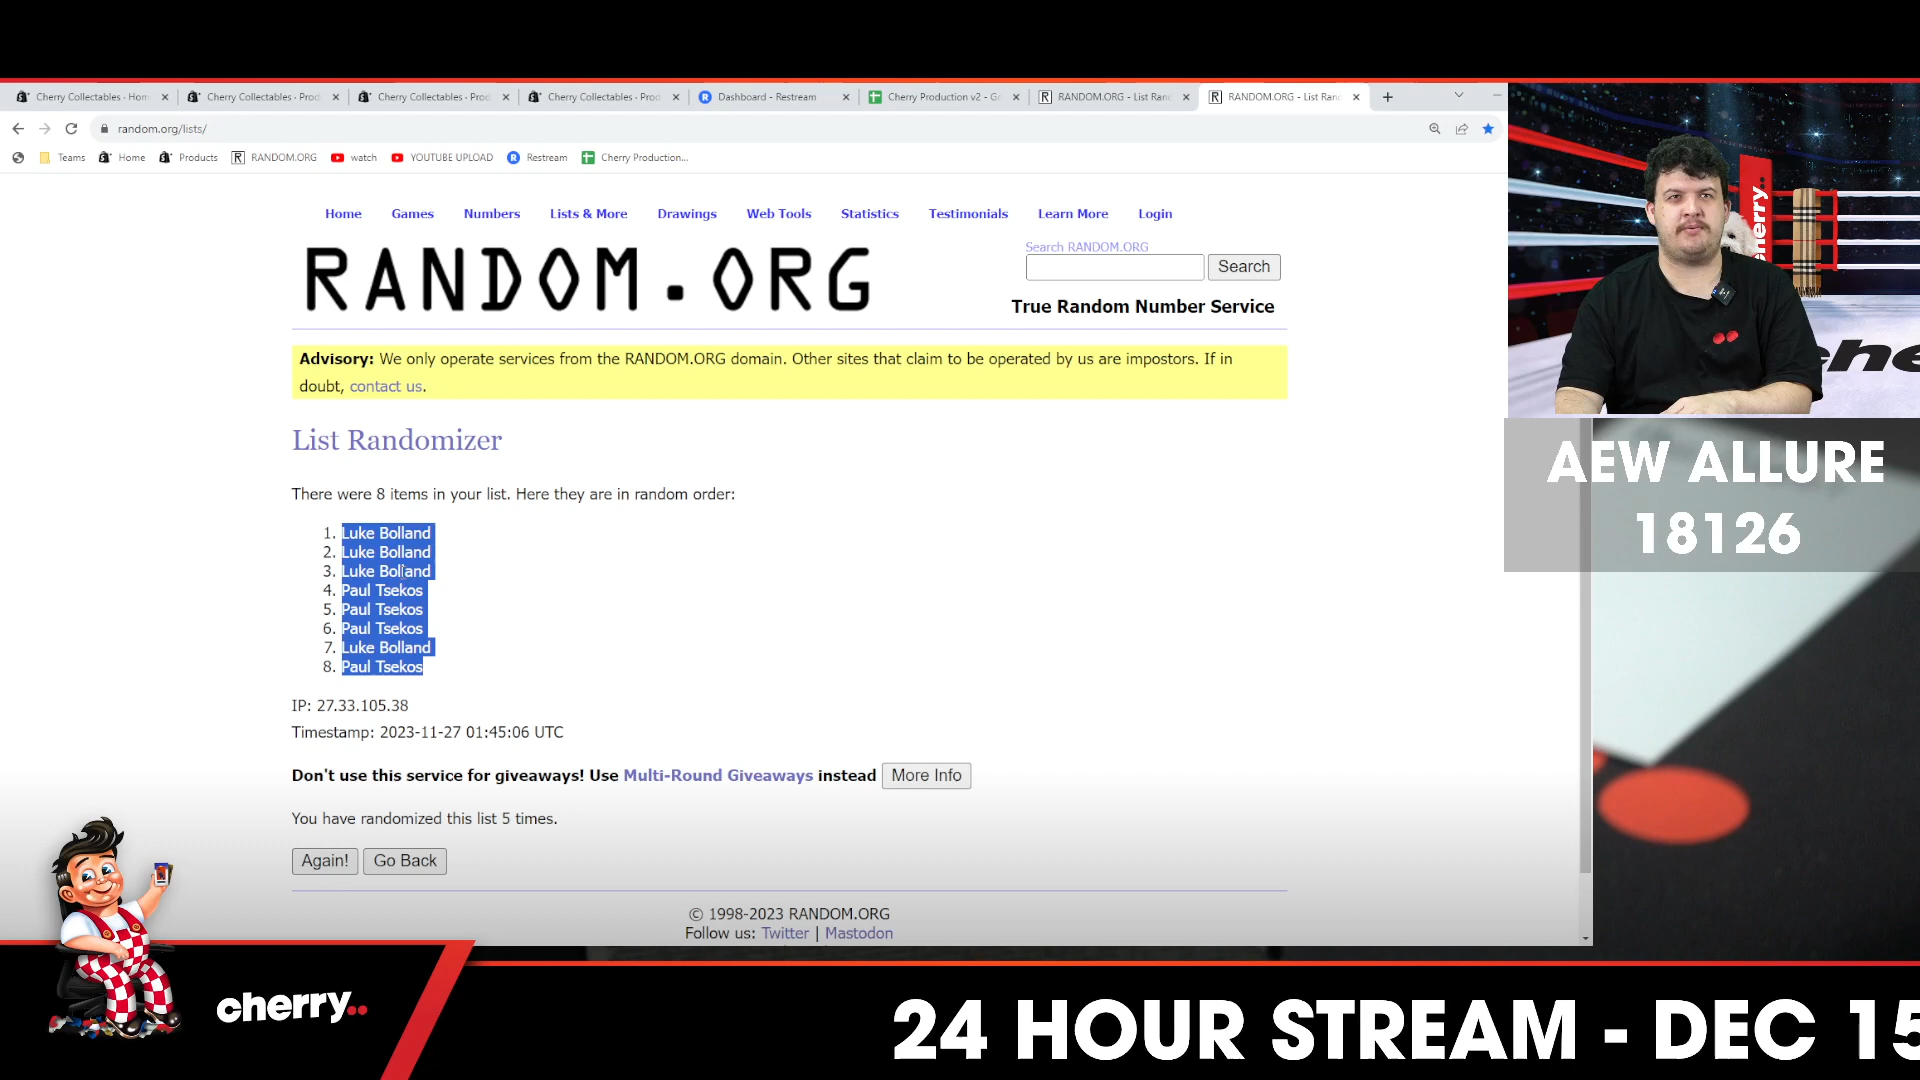 Cherry Collectables · Hom
Cherry Collectables · Prod
Cherry Collectables · Prod
Cherry Collectables · Prod
Dashboard - Restream
Cherry Production v2 - Go
RANDOM.ORG - List Rand
RANDOM.ORG - List Rand
random.org/lists/
Teams
Home
Products
RANDOM.ORG
watch
YOUTUBE UPLOAD
Restream
Cherry Production...
Home Games Numbers Lists & More Drawings Web Tools Statistics Testimonials Learn More Login
RANDOM.ORG
Search RANDOM.ORG
Search
True Random Number Service
Advisory: We only operate services from the RANDOM.ORG domain. Other sites that claim to be operated by us are impostors. If in
doubt, contact us.
List Randomizer
There were 8 items in your list. Here they are in random order:
1. Luke Bolland
2. Luke Bolland
3. Luke Bolland
4. Paul Tsekos
5. Paul Tsekos
6. Paul Tsekos
7. Luke Bolland
8. Paul Tsekos
IP: 27.33.105.38
Timestamp: 2023-11-27 01:45:06 UTC
Don't use this service for giveaways! Use Multi-Round Giveaways instead More Info
You have randomized this list 5 times.
Again! Go Back
© 1998-2023 RANDOM.ORG
Follow us: Twitter | Mastodon
cherry..
che
AEW ALLURE
18126
cherry..
24 HOUR STREAM - DEC 15